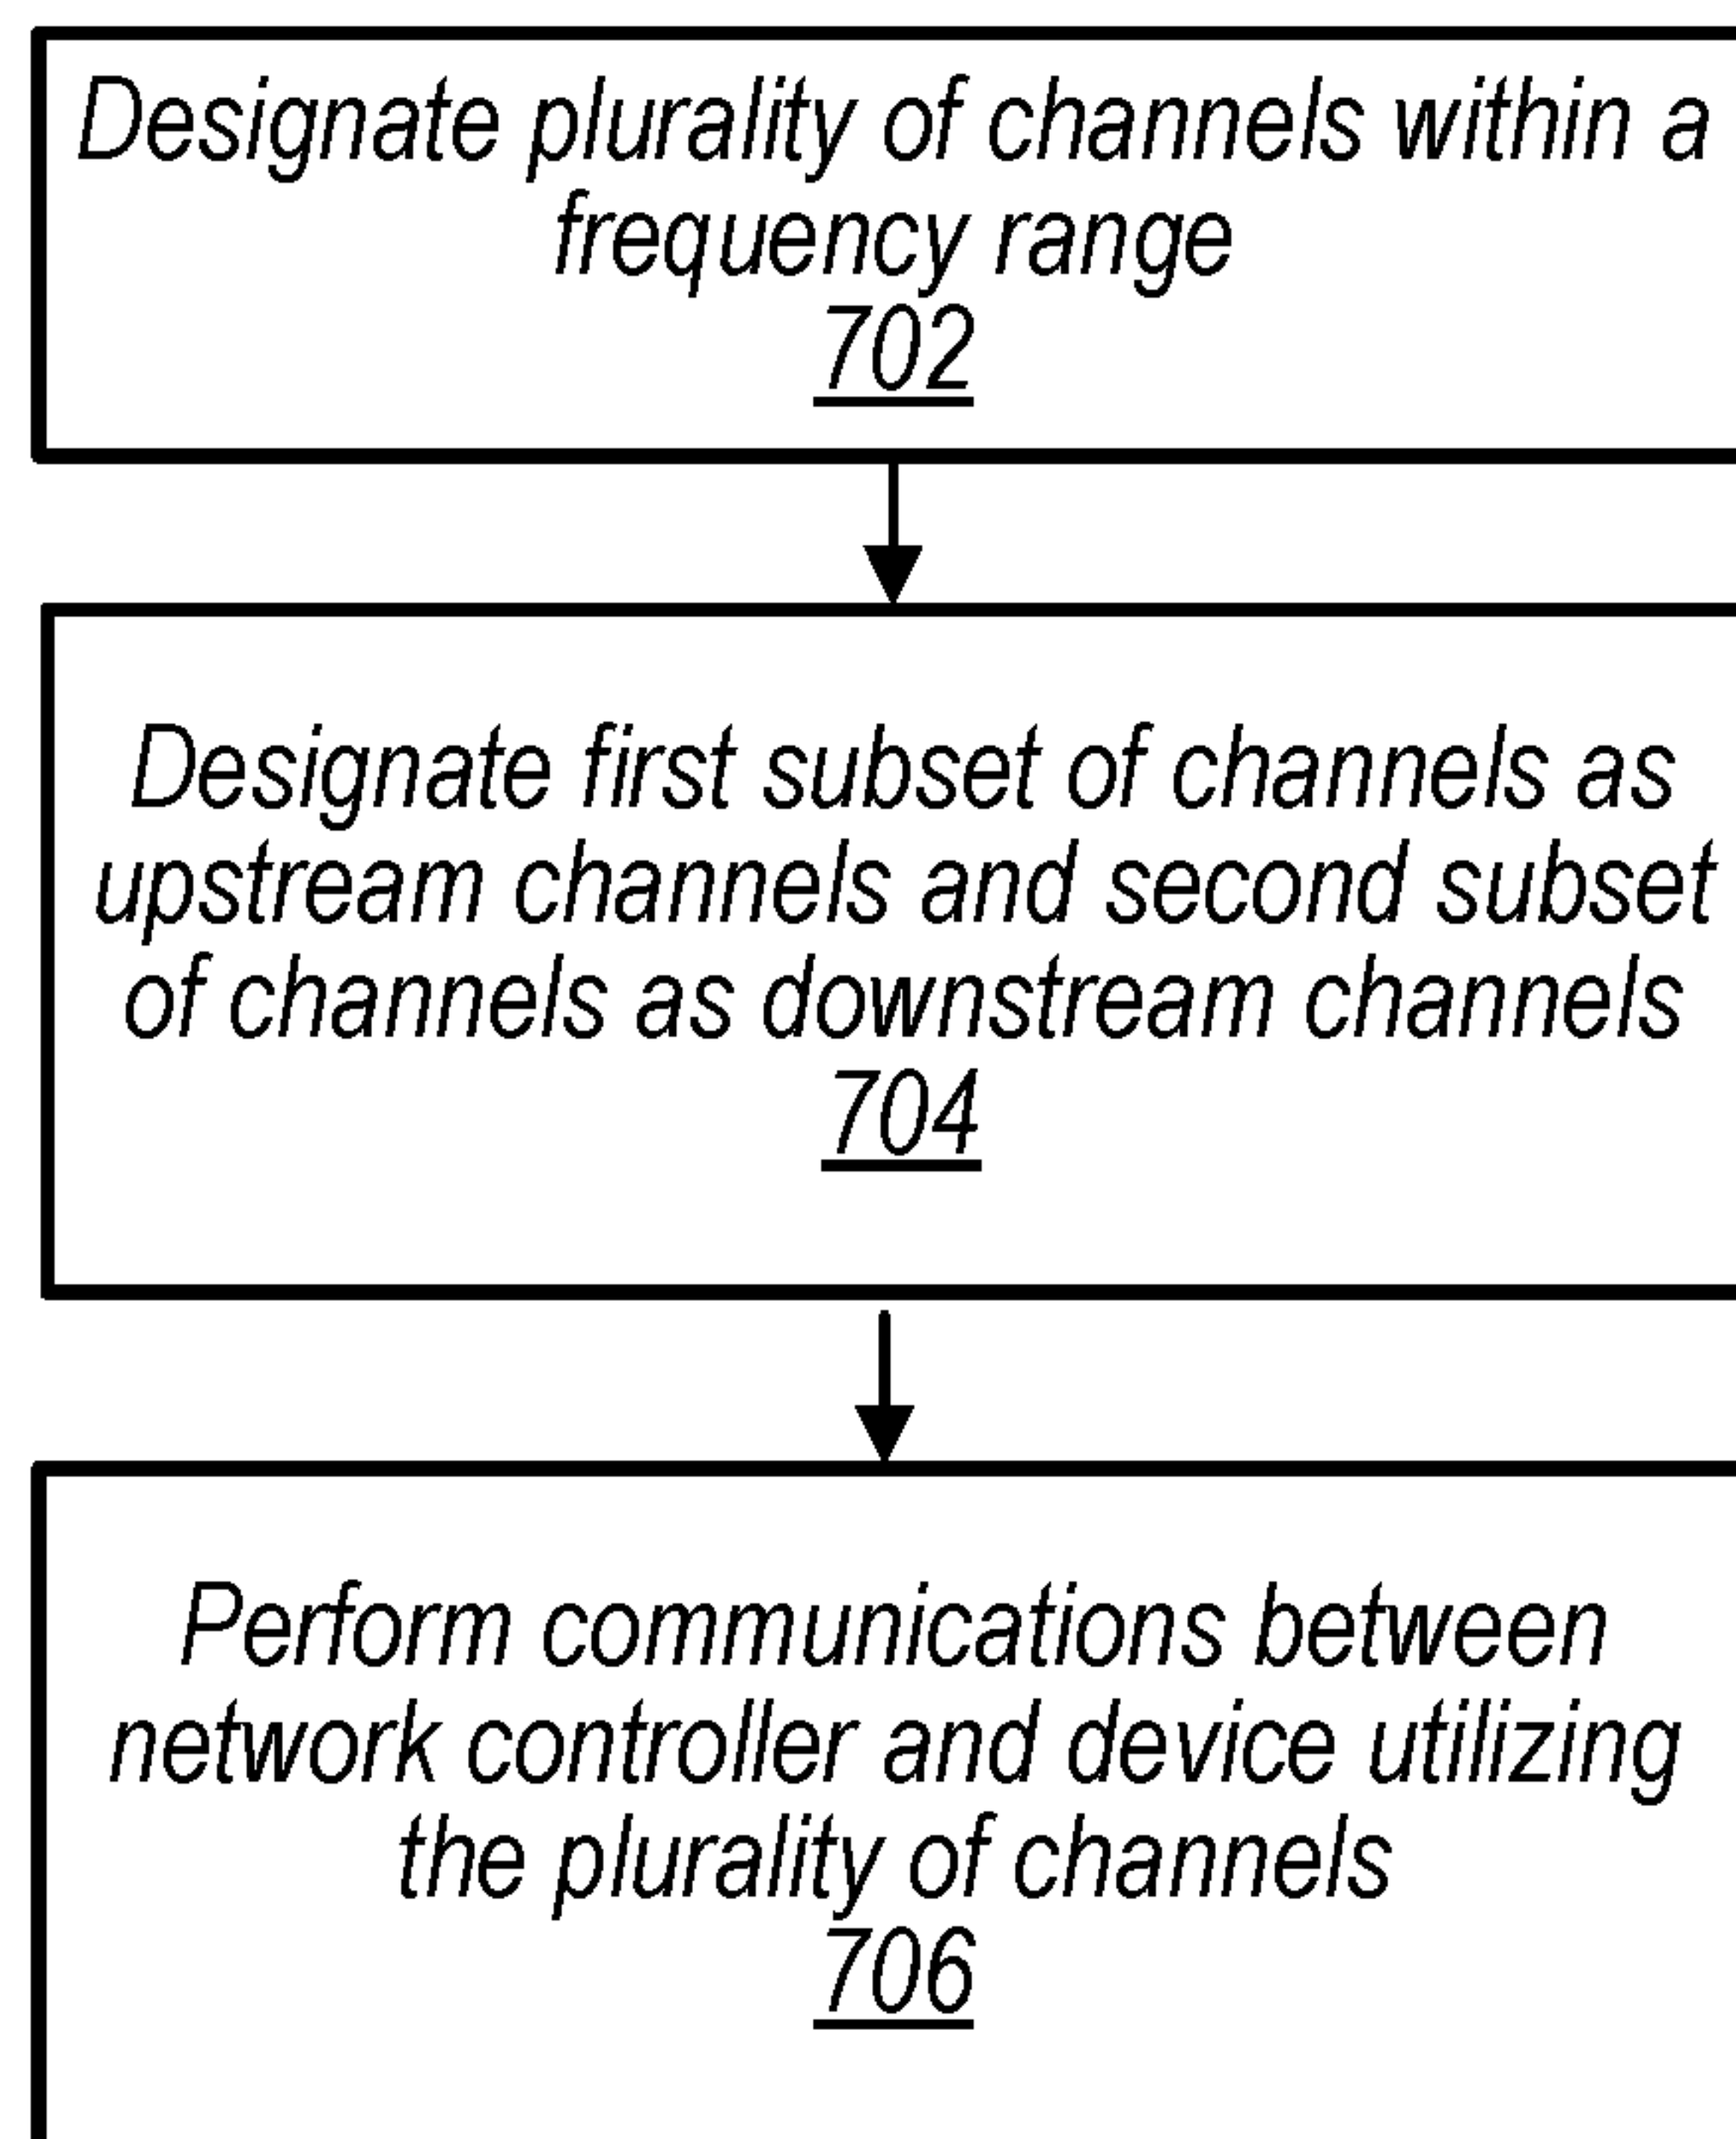 Designate plurality of channels within a
frequency range
702
Designate first subset of channels as
upstream channels and second subset
of channels as downstream channels
704
Perform communications between
network controller and device utilizing
the plurality of channels
706